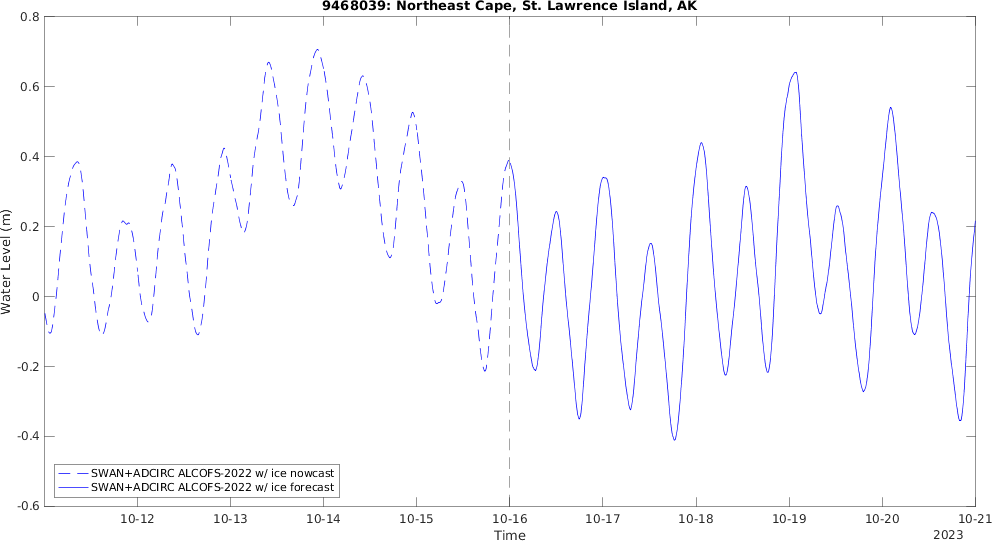 9468039: Northeast Cape, St. Lawrence Island, AK
0.8
0.6
0.4
0.2
0
-0.2
-0.4
-0.6
Water Level (m)
SWAN+ADCIRC ALCOFS-2022 w/ ice nowcast
SWAN+ADCIRC ALCOFS-2022 w/ ice forecast
10-12 10-13 10-14 10-15 10-16 10-17 10-18 10-19 10-20 10-21
Time
2023